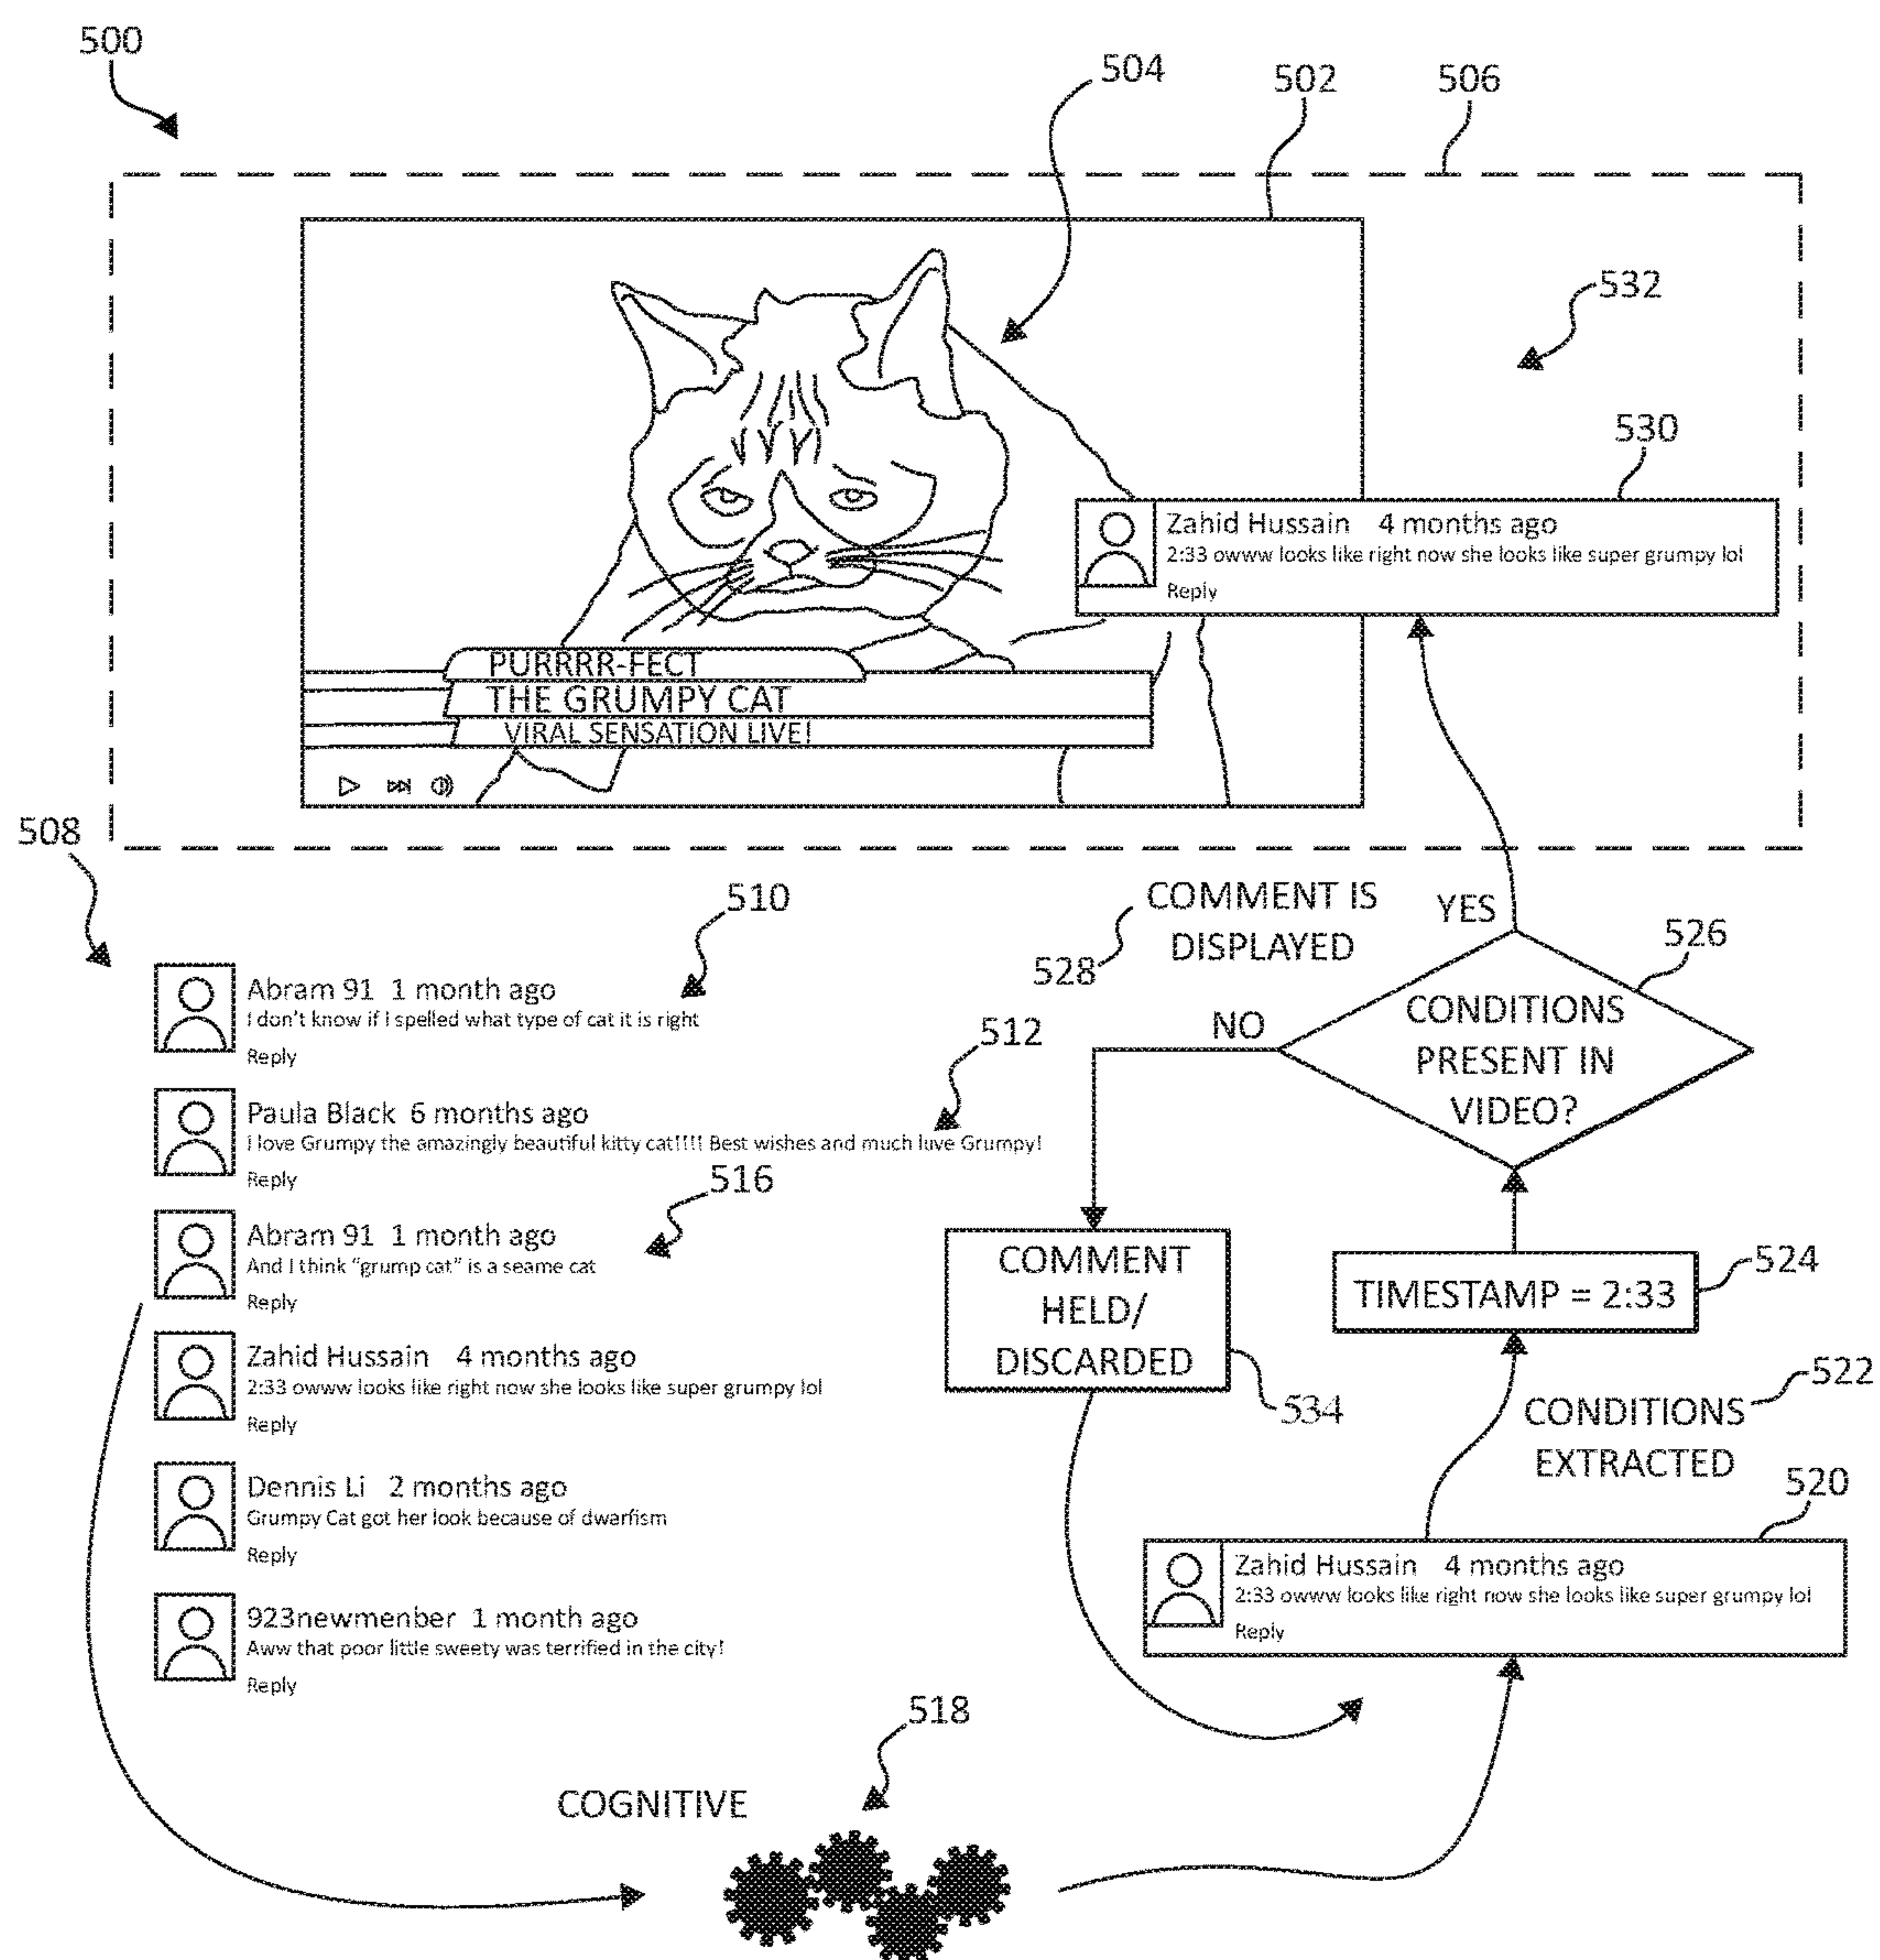 500
504
502
506
532
530
Zahid Hussain 4 months ago
2:33 owww looks like right now she looks like super grumpy lol
Reply
PURRRR-FECT
THE GRUMPY CAT
VIRAL SENSATION LIVE!
508
510
Abram 91 1 month ago
I don't know if I spelled what type of cat it is right
Reply
512
Paula Black 6 months ago
I love Grumpy the amazingly beautiful kitty cat!!!! Best wishes and much luve Grumpy!
Reply
516
Abram 91 1 month ago
And I think "grump cat" is a seame cat
Reply
Zahid Hussain 4 months ago
2:33 owww looks like right now she looks like super grumpy lol
Reply
Dennis Li 2 months ago
Grumpy Cat got her look because of dwarfism
Reply
923newmenber 1 month ago
Aww that poor little sweety was terrified in the city!
Reply
518
COGNITIVE
528
COMMENT IS
DISPLAYED
YES
526
NO
CONDITIONS
PRESENT IN
VIDEO?
COMMENT
HELD/
DISCARDED
534
524
TIMESTAMP = 2:33
522
CONDITIONS
EXTRACTED
520
Zahid Hussain 4 months ago
2:33 owww looks like right now she looks like super grumpy lol
Reply